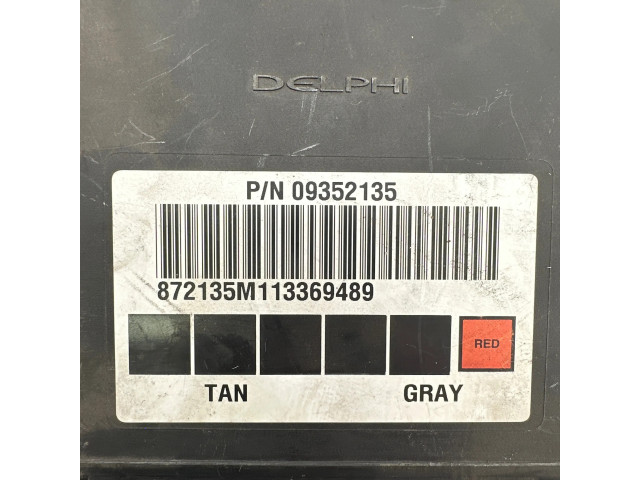 DELPHI
P/N 09352135
872135M113369489
RED
TAN GRAY